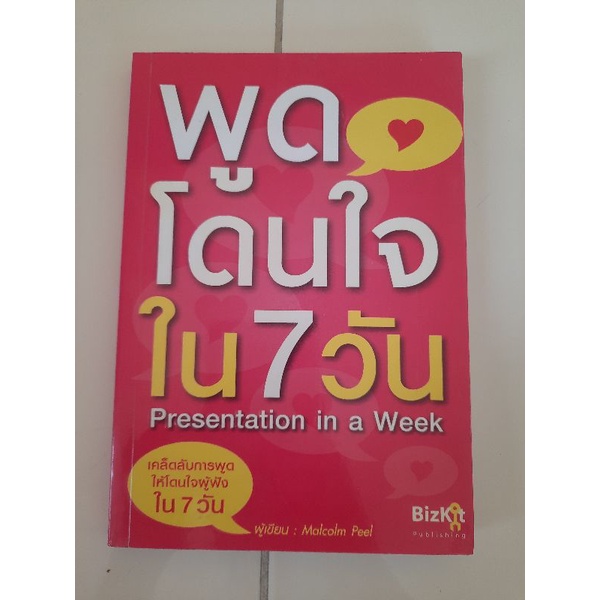 พูด
โดนใจ
ใน 7 วัน
Presentation in a Week
เคล็ดลับการพูด
ให้โดนใจผู้ฟัง
ใน 7 วัน
ผู้เขียน : Malcolm Peel
BizKit
Publishing